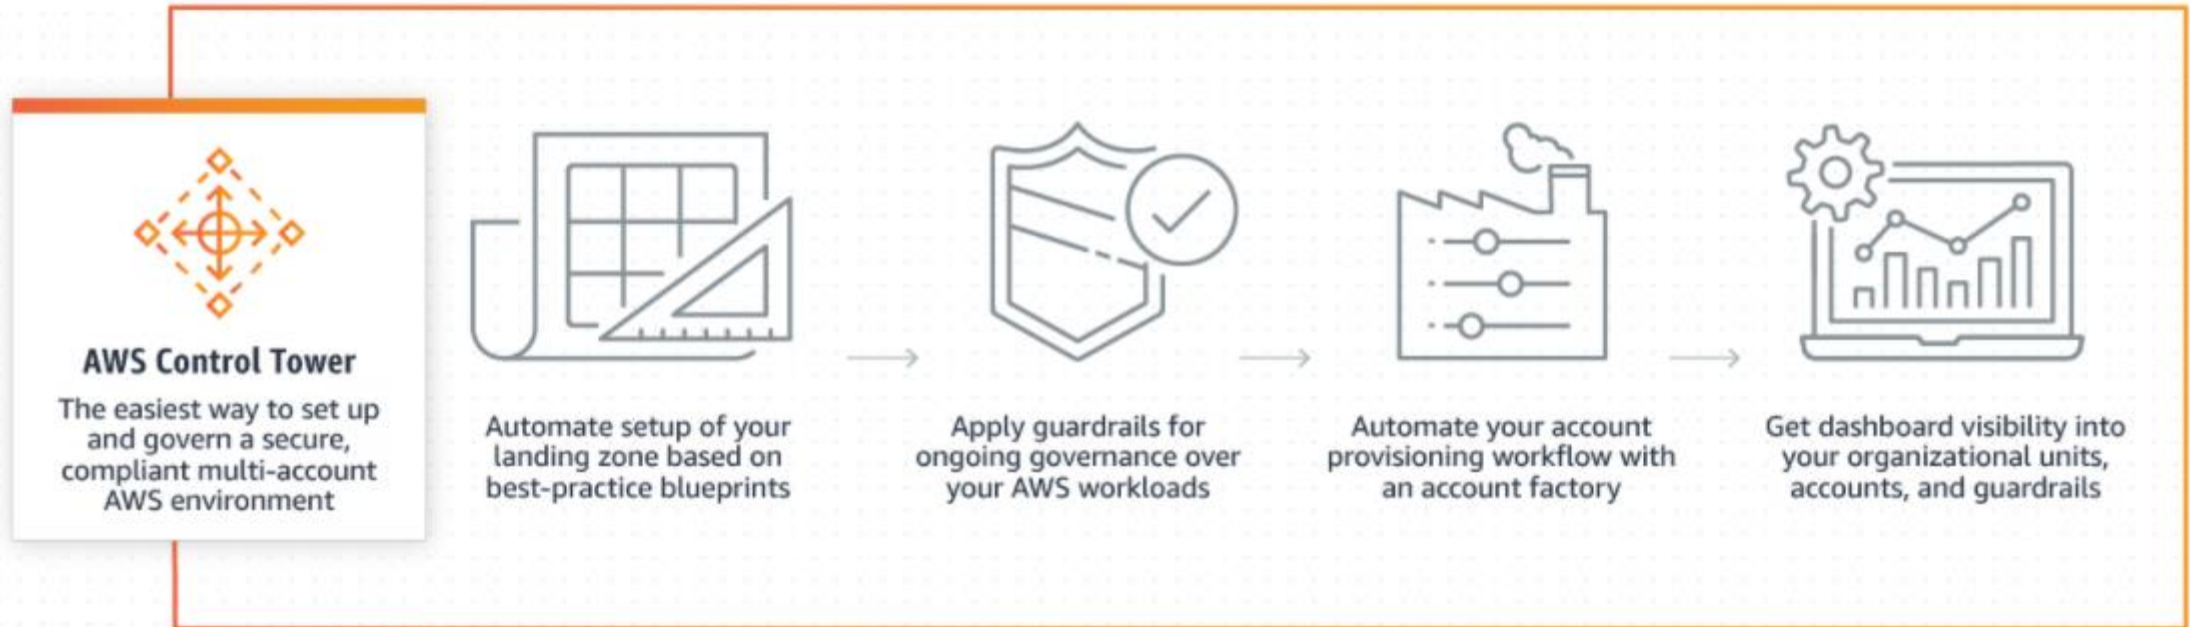 AWS Control Tower
The easiest way to set up
and govern a secure,
compliant multi-account
AWS environment
Automate setup of your
landing zone based on
best-practice blueprints
Apply guardrails for
ongoing governance over
your AWS workloads
Automate your account
provisioning workflow with
an account factory
Get dashboard visibility into
your organizational units,
accounts, and guardrails